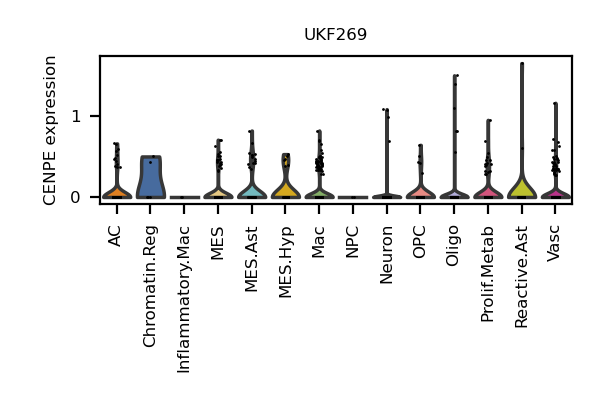 UKF269
CENPE expression
1
0
AC
Chromatin.Reg
Inflammatory.Mac
MES
MES.Ast
MES.Hyp
Mac
NPC
Neuron
OPC
Oligo
Prolif.Metab
Reactive.Ast
Vasc